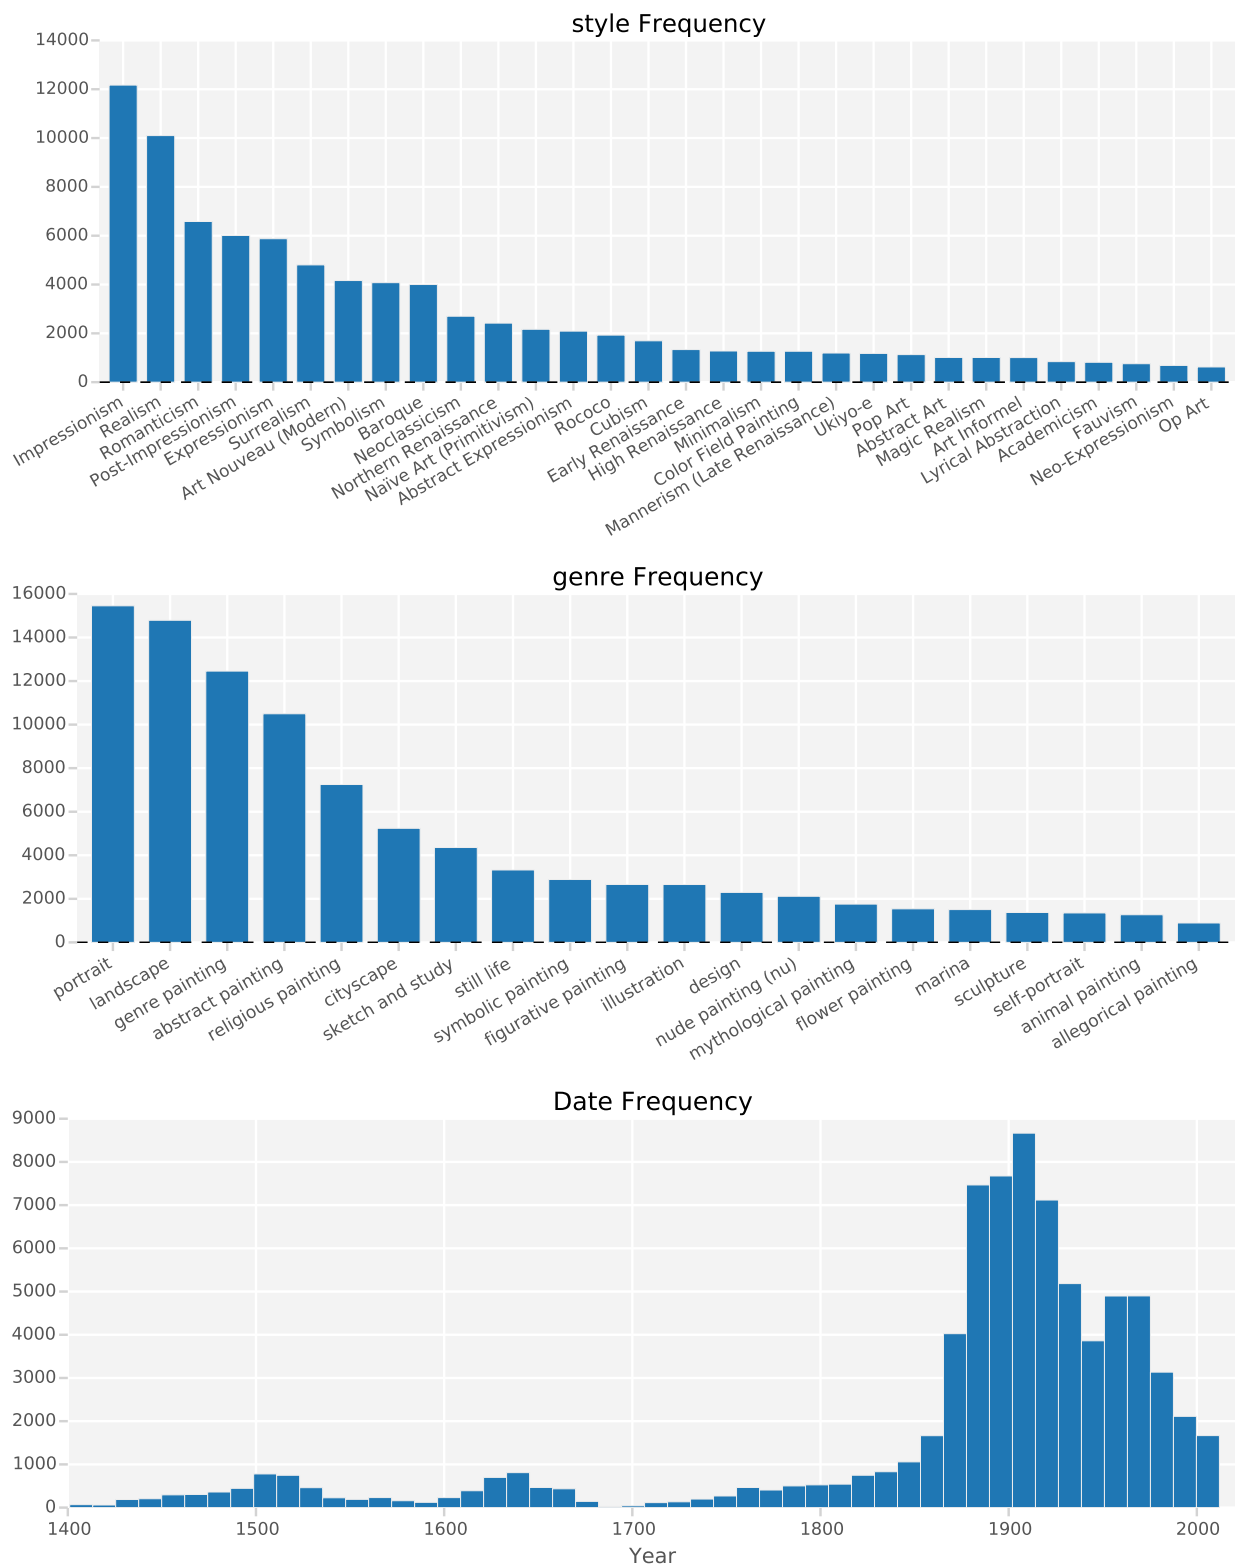 style Frequency
14000
12000
10000
8000
6000
4000
2000
0
Impressionism
Realism
Romanticism
Post-Impressionism
Expressionism
Surrealism
Art Nouveau (Modern)
Symbolism
Baroque
Neoclassicism
Northern Renaissance
Naïve Art (Primitivism)
Abstract Expressionism
Rococo
Cubism
Early Renaissance
High Renaissance
Minimalism
Color Field Painting
Mannerism (Late Renaissance)
Ukiyo-e
Pop Art
Abstract Art
Magic Realism
Art Informel
Lyrical Abstraction
Academicism
Fauvism
Neo-Expressionism
Op Art
genre Frequency
16000
14000
12000
10000
8000
6000
4000
2000
0
portrait
landscape
genre painting
abstract painting
religious painting
cityscape
sketch and study
still life
symbolic painting
figurative painting
illustration
design
nude painting (nu)
mythological painting
flower painting
marina
sculpture
self-portrait
animal painting
allegorical painting
Date Frequency
9000
8000
7000
6000
5000
4000
3000
2000
1000
0
1400 1500 1600 1700 1800 1900 2000
Year